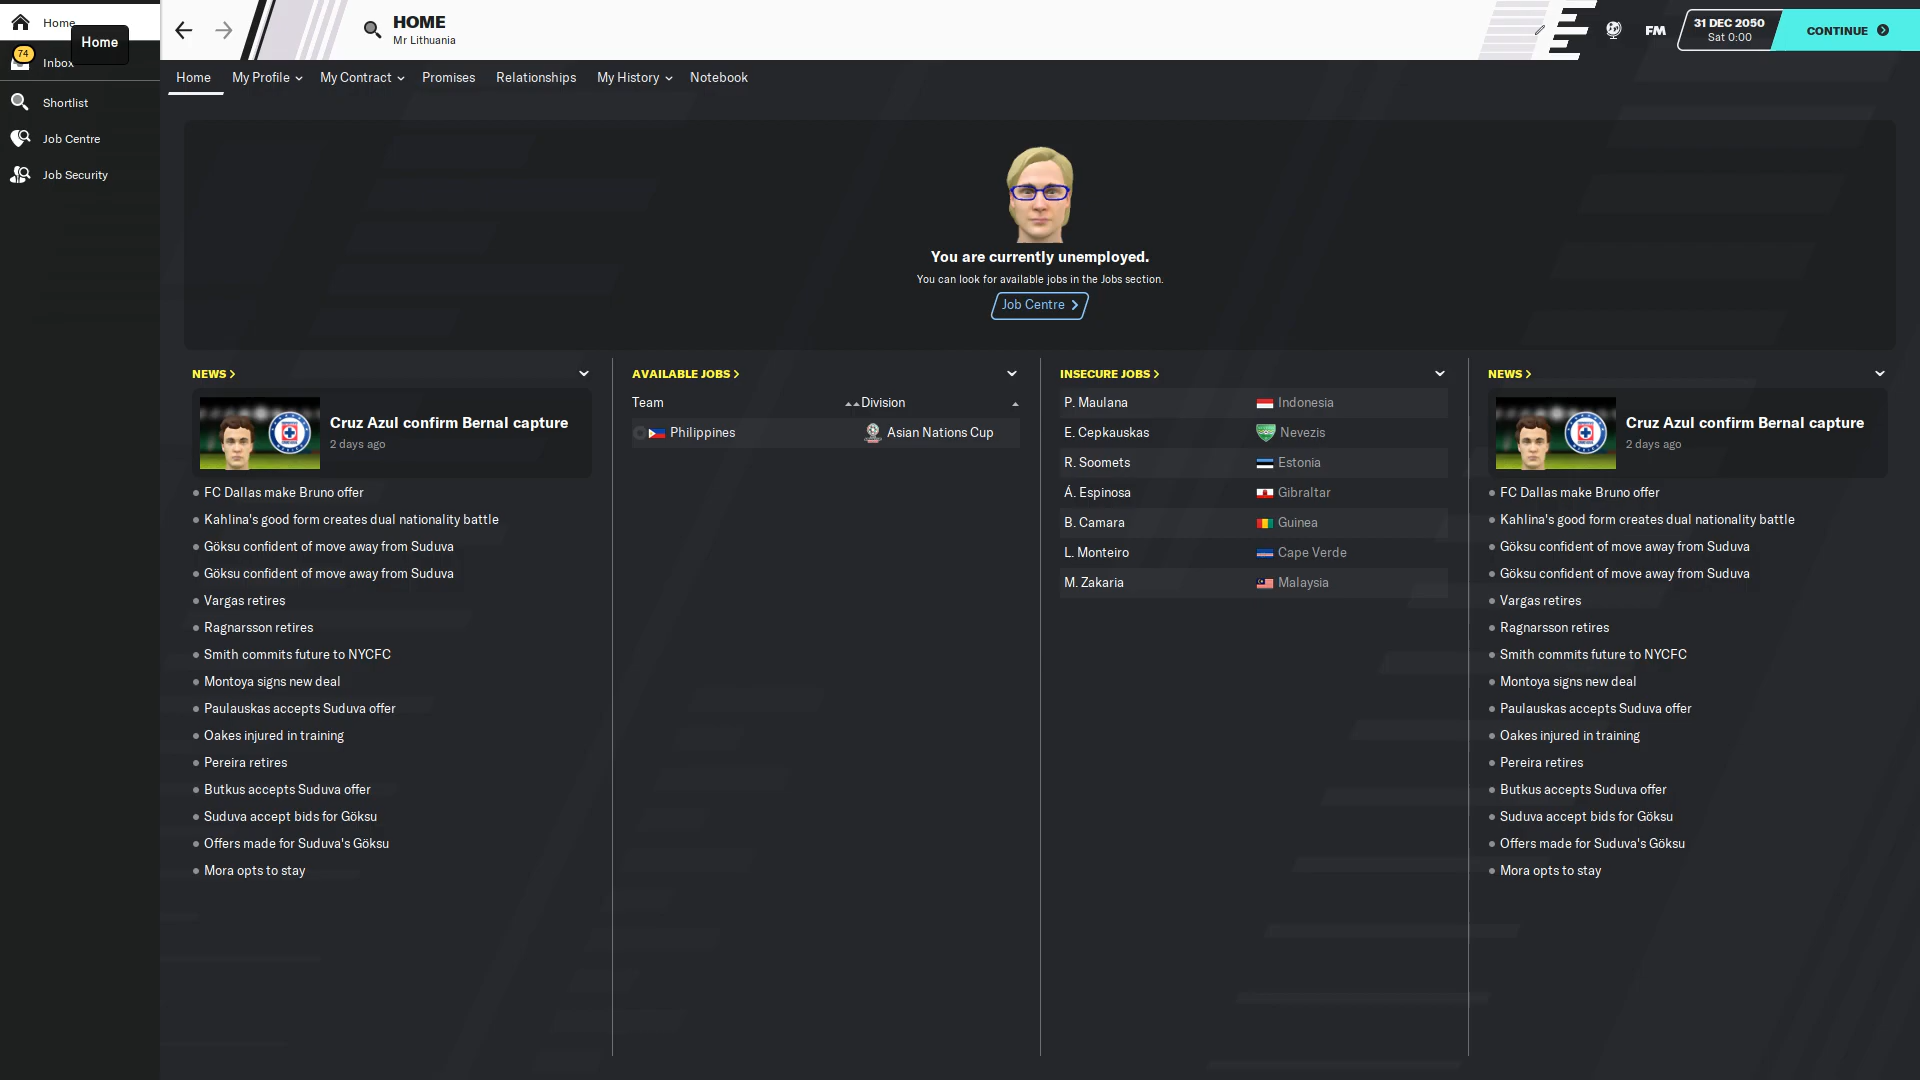 Home
Home
74
Inbox
Shortlist
Job Centre
Job Security
HOME
Mr Lithuania
FM
31 DEC 2050
Sat 0:00
CONTINUE
Home My Profile My Contract Promises Relationships My History Notebook
You are currently unemployed.
You can look for available jobs in the Jobs section.
Job Centre
NEWS
Cruz Azul confirm Bernal capture
2 days ago
FC Dallas make Bruno offer
Kahlina's good form creates dual nationality battle
Göksu confident of move away from Suduva
Göksu confident of move away from Suduva
Vargas retires
Ragnarsson retires
Smith commits future to NYCFC
Montoya signs new deal
Paulauskas accepts Suduva offer
Oakes injured in training
Pereira retires
Butkus accepts Suduva offer
Suduva accept bids for Göksu
Offers made for Suduva's Göksu
Mora opts to stay
AVAILABLE JOBS
Team Division
Philippines Asian Nations Cup
INSECURE JOBS
P. Maulana Indonesia
E. Cepkauskas Nevezis
R. Soomets Estonia
Á. Espinosa Gibraltar
B. Camara Guinea
L. Monteiro Cape Verde
M. Zakaria Malaysia
NEWS
Cruz Azul confirm Bernal capture
2 days ago
FC Dallas make Bruno offer
Kahlina's good form creates dual nationality battle
Göksu confident of move away from Suduva
Göksu confident of move away from Suduva
Vargas retires
Ragnarsson retires
Smith commits future to NYCFC
Montoya signs new deal
Paulauskas accepts Suduva offer
Oakes injured in training
Pereira retires
Butkus accepts Suduva offer
Suduva accept bids for Göksu
Offers made for Suduva's Göksu
Mora opts to stay